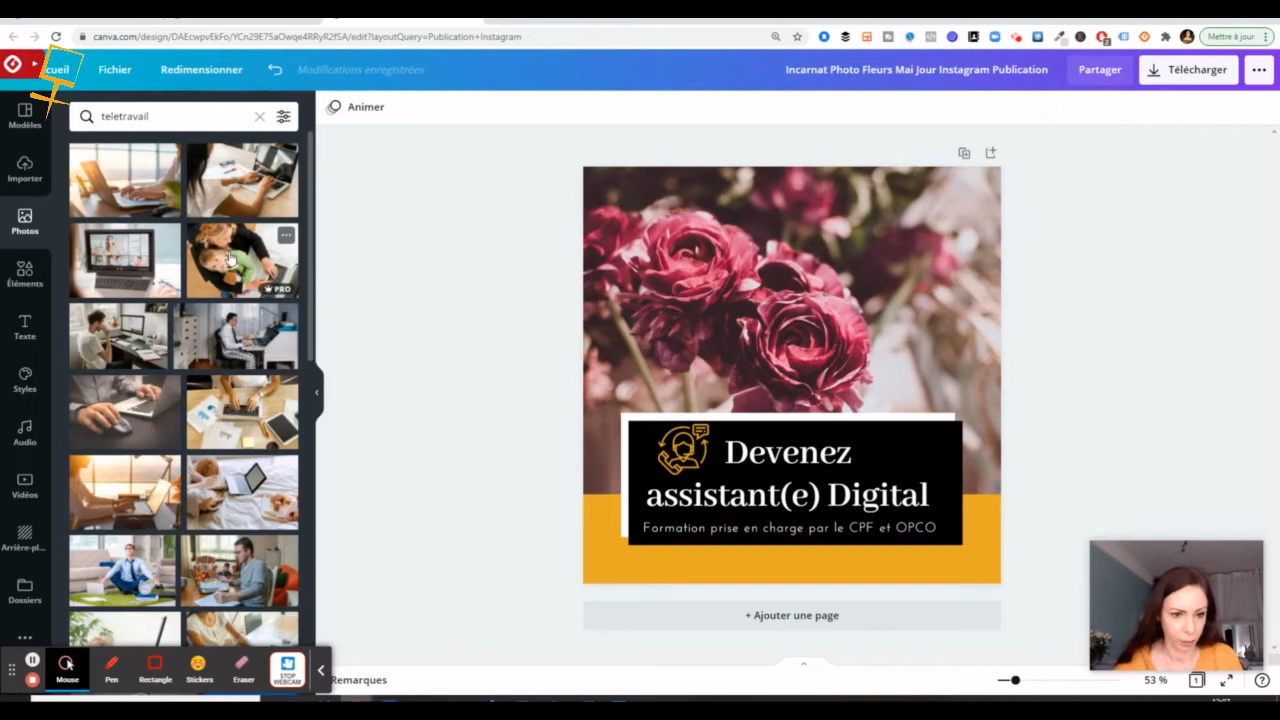 canva.com/design/DAEcwpvEkFo/YCn29E75aOwqe4RRyR2fSA/edit?layoutQuery=Publication+Instagram
Mettre à jour
cueil
Fichier
Redimensionner
Modifications enregistrées
Incarnat Photo Fleurs Mai Jour Instagram Publication
Partager
Télécharger
Modèles
Importer
Photos
Éléments
Texte
Styles
Audio
Vidéos
Arrière-pl...
Dossiers
teletravail
PRO
Animer
Devenez
assistant(e) Digital
Formation prise en charge par le CPF et OPCO
+ Ajouter une page
Mouse
Pen
Rectangle
Stickers
Eraser
STOP
WEBCAM
Remarques
53 %
1